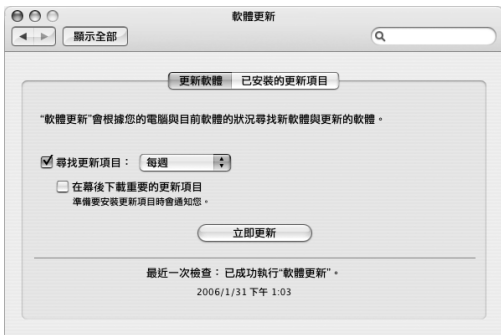 軟體更新
顯示全部
更新軟體 已安裝的更新項目
“軟體更新”會根據您的電腦與目前軟體的狀況尋找新軟體與更新的軟體。
尋找更新項目： 每週
在幕後下載重要的更新項目
準備要安裝更新項目時會通知您。
立即更新
最近一次檢查：已成功執行“軟體更新”。
2006/1/31 下午 1:03